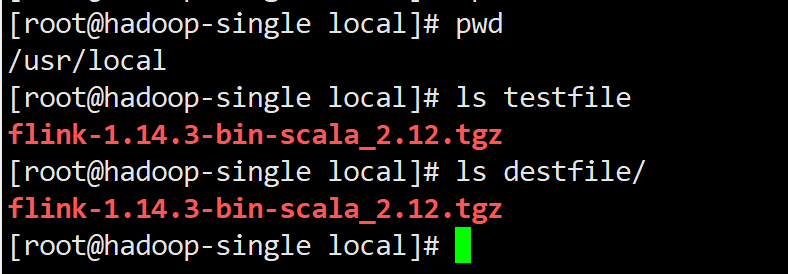 [root@hadoop-single local]# pwd
/usr/local
[root@hadoop-single local]# ls testfile
flink-1.14.3-bin-scala_2.12.tgz
[root@hadoop-single local]# ls destfile/
flink-1.14.3-bin-scala_2.12.tgz
[root@hadoop-single local]#